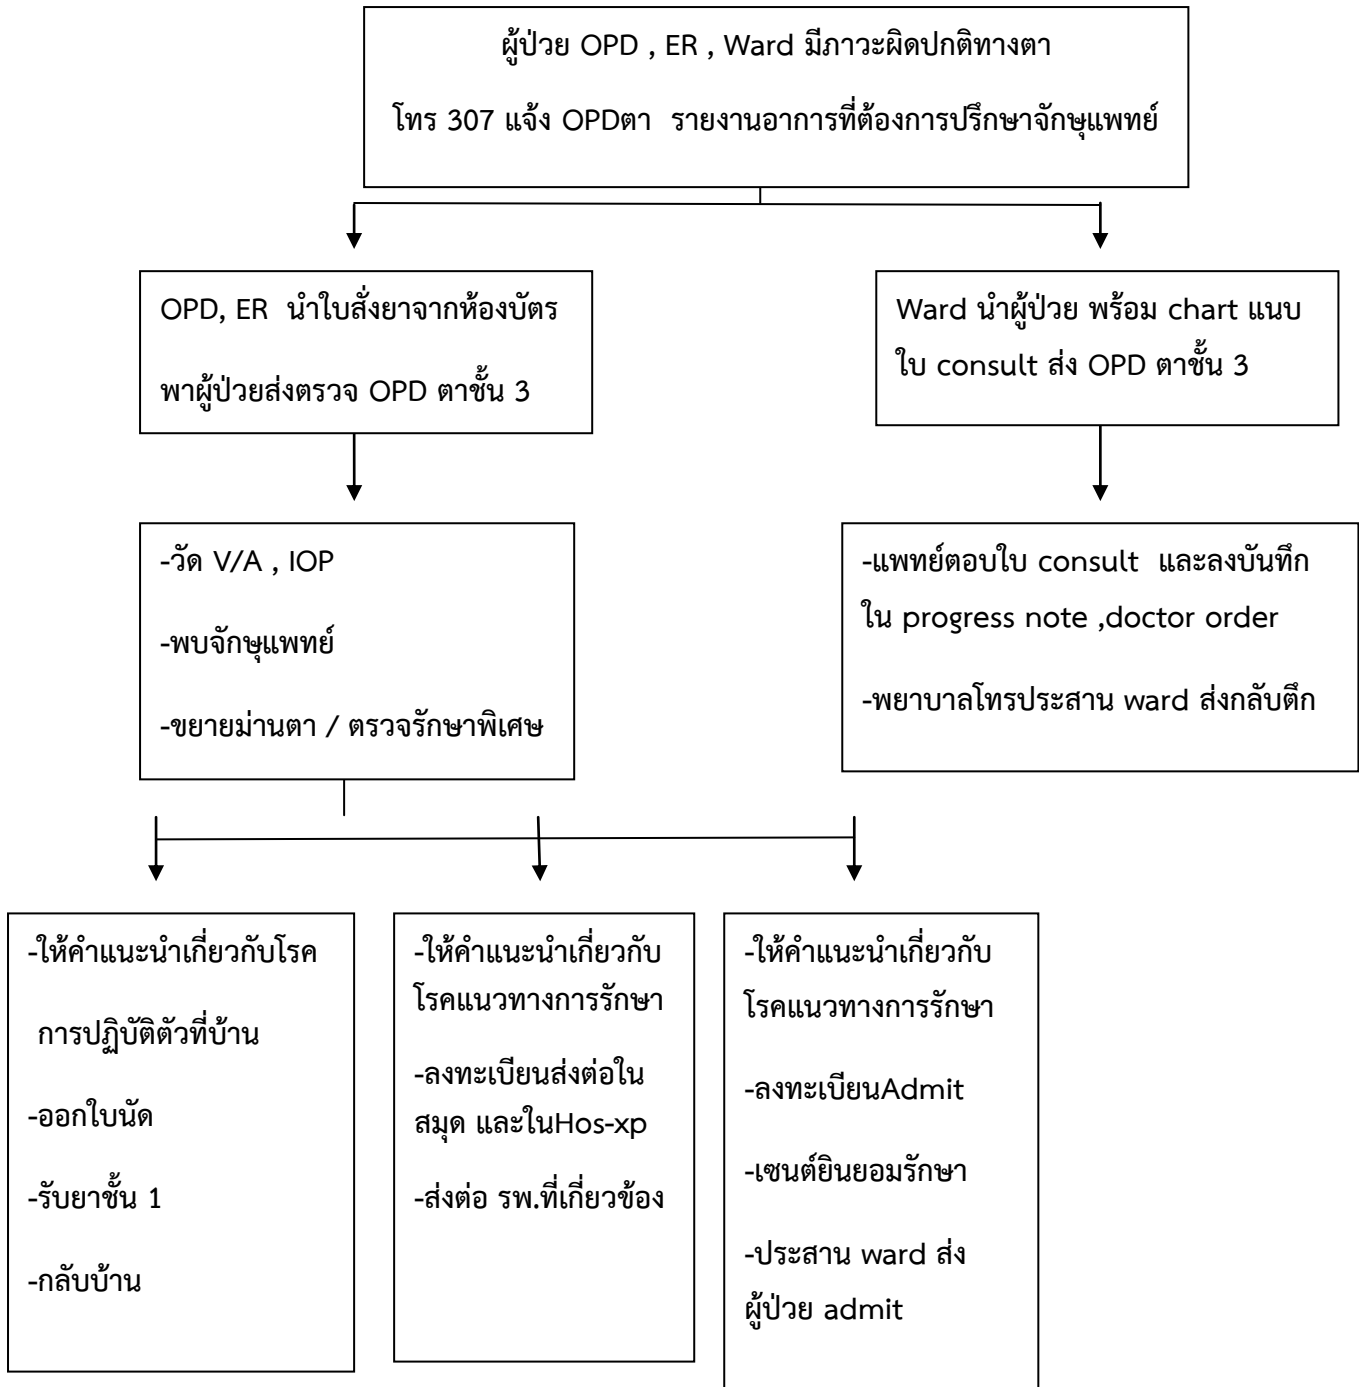 ผู้ป่วย OPD , ER , Ward มีภาวะผิดปกติทางตา
โทร 307 แจ้ง OPDตา รายงานอาการที่ต้องการปรึกษาจักษุแพทย์
OPD, ER นำใบสั่งยาจากห้องบัตร
พาผู้ป่วยส่งตรวจ OPD ตาชั้น 3
Ward นำผู้ป่วย พร้อม chart แนบ
ใบ consult ส่ง OPD ตาชั้น 3
-วัด V/A , IOP
-พบจักษุแพทย์
-ขยายม่านตา / ตรวจรักษาพิเศษ
-แพทย์ตอบใบ consult และลงบันทึก
ใน progress note ,doctor order
-พยาบาลโทรประสาน ward ส่งกลับตึก
-ให้คำแนะนำเกี่ยวกับโรค
การปฏิบัติตัวที่บ้าน
-ออกใบนัด
-รับยาชั้น 1
-กลับบ้าน
-ให้คำแนะนำเกี่ยวกับ
โรคแนวทางการรักษา
-ลงทะเบียนส่งต่อใน
สมุด และในHos-xp
-ส่งต่อ รพ.ที่เกี่ยวข้อง
-ให้คำแนะนำเกี่ยวกับ
โรคแนวทางการรักษา
-ลงทะเบียนAdmit
-เซนต์ยินยอมรักษา
-ประสาน ward ส่ง
ผู้ป่วย admit